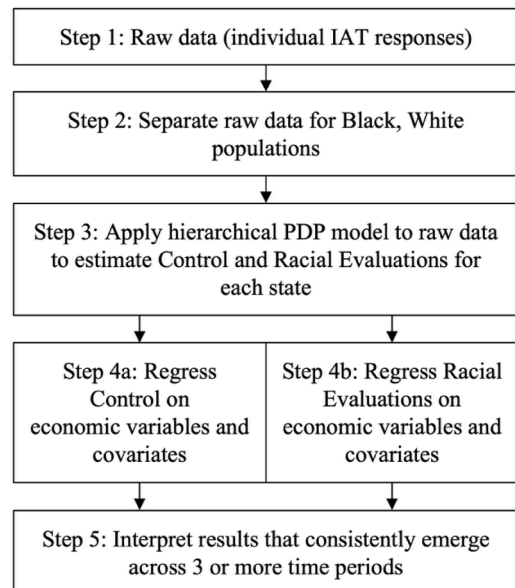 Step 1: Raw data (individual IAT responses)
Step 2: Separate raw data for Black, White
populations
Step 3: Apply hierarchical PDP model to raw data
to estimate Control and Racial Evaluations for
each state
Step 4a: Regress
Control on
economic variables and
covariates
Step 4b: Regress Racial
Evaluations on
economic variables and
covariates
Step 5: Interpret results that consistently emerge
across 3 or more time periods